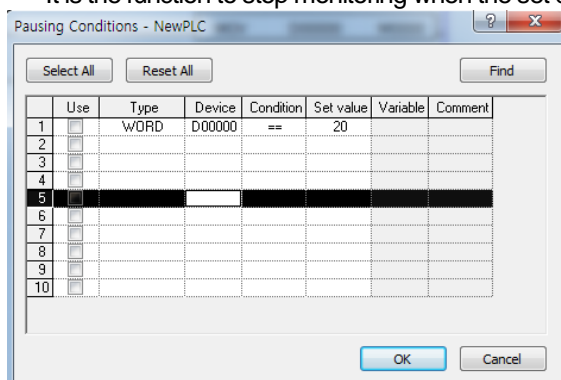 It is the function to stop monitoring when the set
Pausing Conditions - NewPLC
Select All Reset All Find
Use Type Device Condition Set value Variable Comment
1 WORD D00000 == 20
2
3
4
5
6
7
8
9
10
OK Cancel